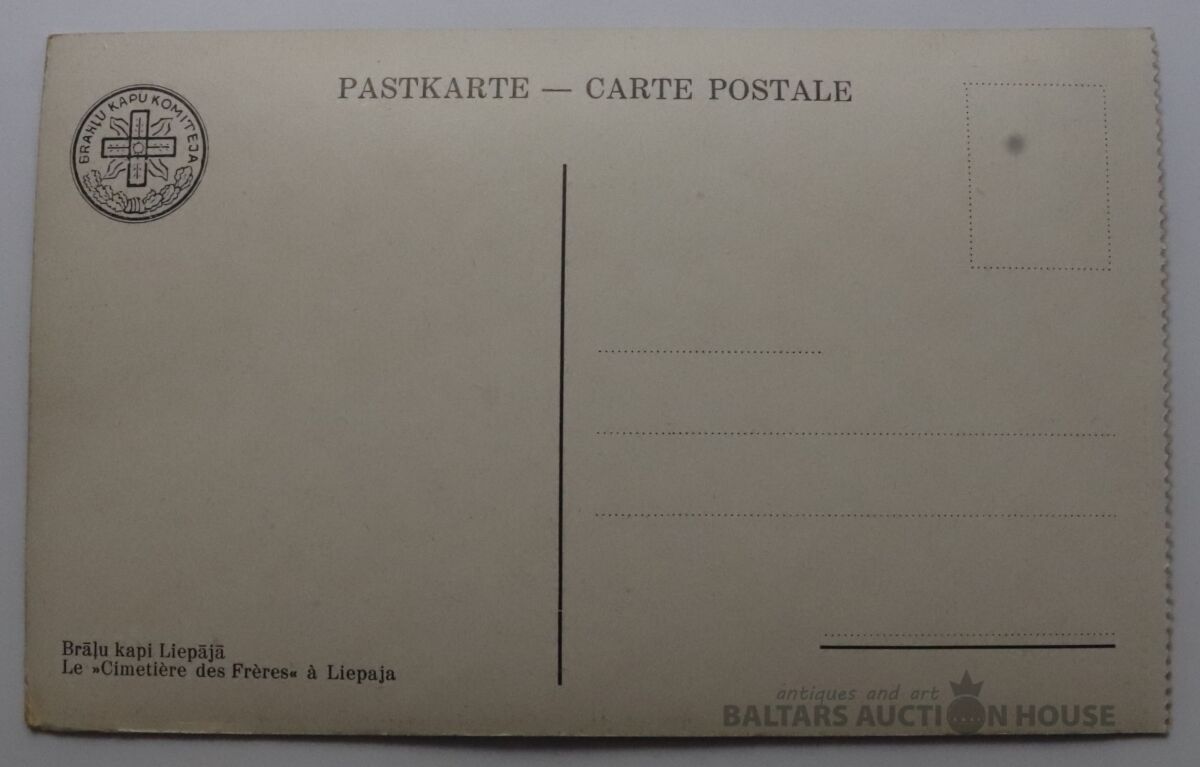 PASTKARTE — CARTE POSTALE
BRAHĻU KAPU KOMITEJA
Brāļu kapi Liepājā
Le »Cimetière des Frères« à Liepaja
antiques and art
BALTARS AUCTION HOUSE